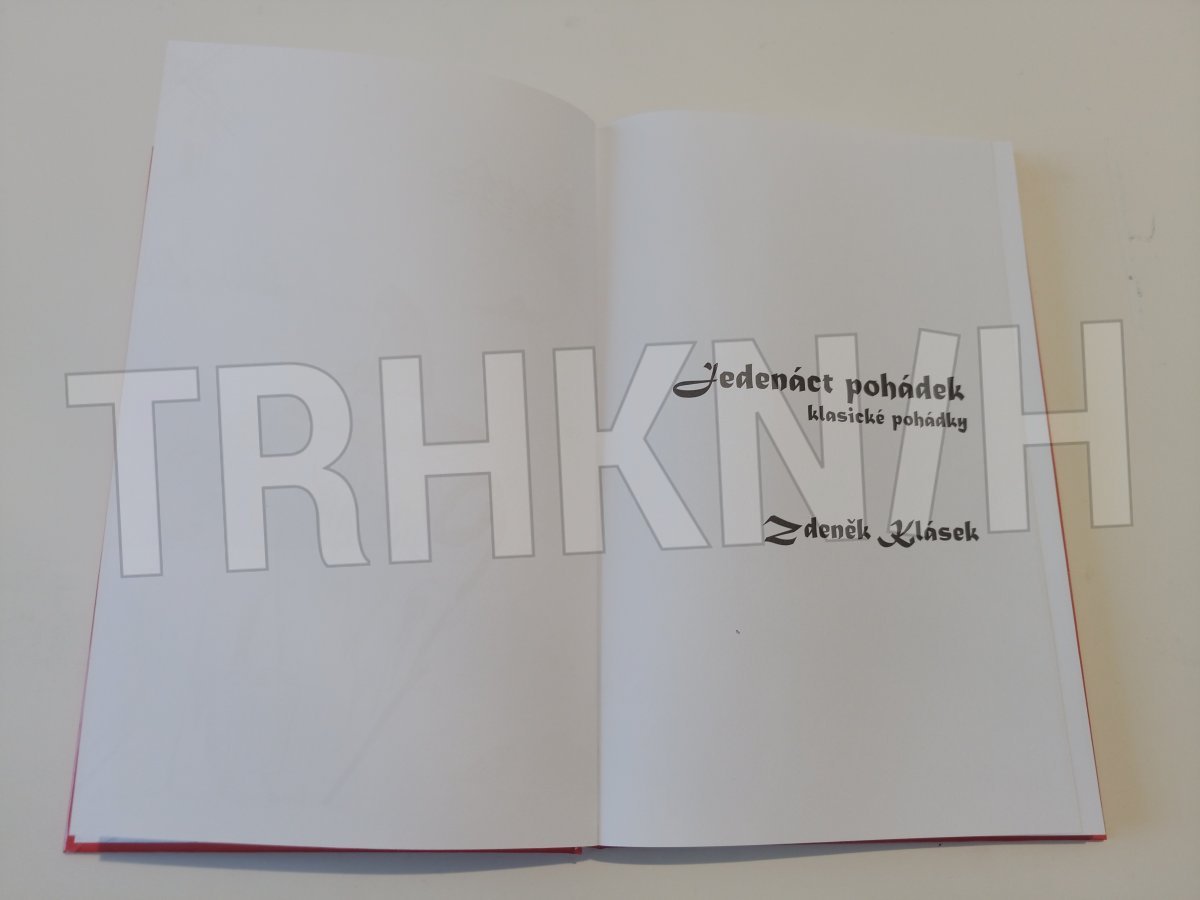 Jedenáct pohádek
klasické pohádky
TRHKNIH
Zdeněk Klásek